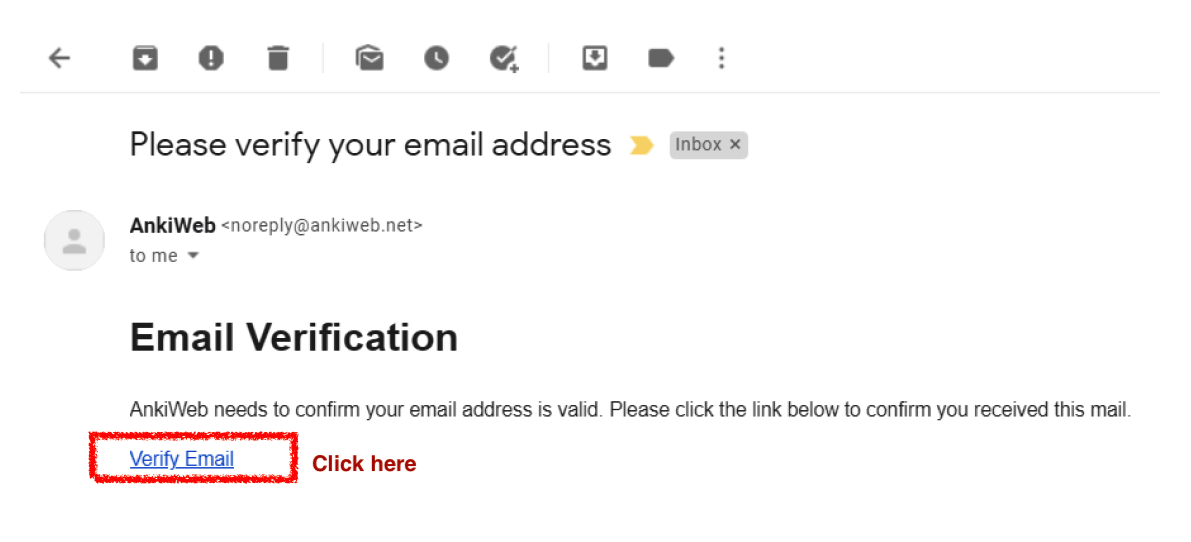 Please verify your email address Inbox ×
AnkiWeb <noreply@ankiweb.net>
to me
Email Verification
AnkiWeb needs to confirm your email address is valid. Please click the link below to confirm you received this mail.
Verify Email Click here